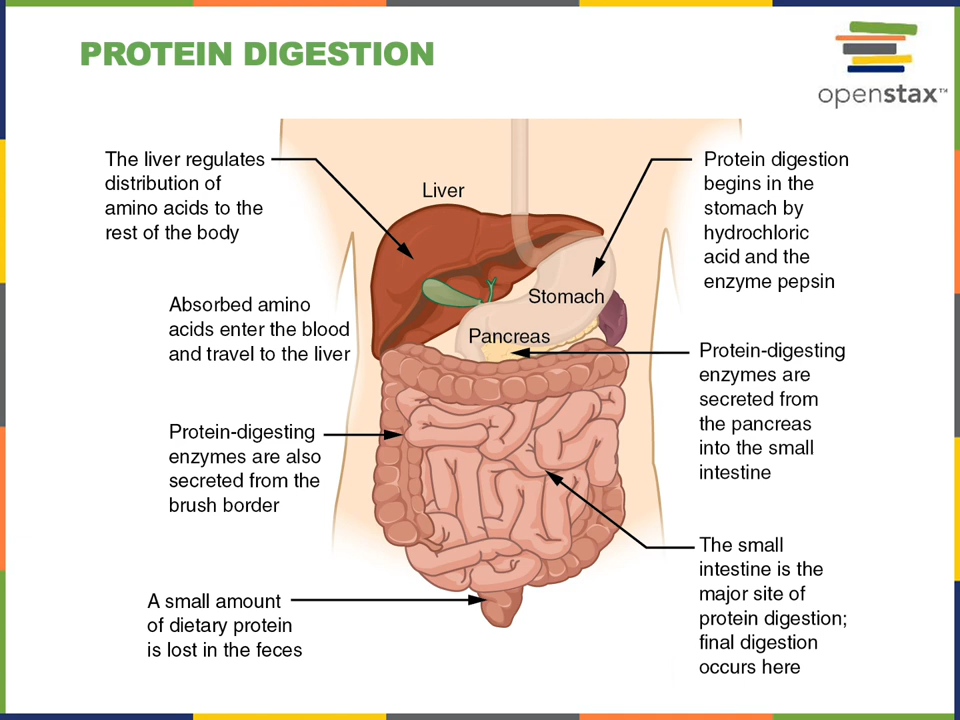 PROTEIN DIGESTION
openstax™
The liver regulates
distribution of
amino acids to the
rest of the body
Liver
Protein digestion
begins in the
stomach by
hydrochloric
acid and the
enzyme pepsin
Absorbed amino
acids enter the blood
and travel to the liver
Stomach
Pancreas
Protein-digesting
enzymes are
secreted from
the pancreas
into the small
intestine
Protein-digesting
enzymes are also
secreted from the
brush border
The small
intestine is the
major site of
protein digestion;
final digestion
occurs here
A small amount
of dietary protein
is lost in the feces